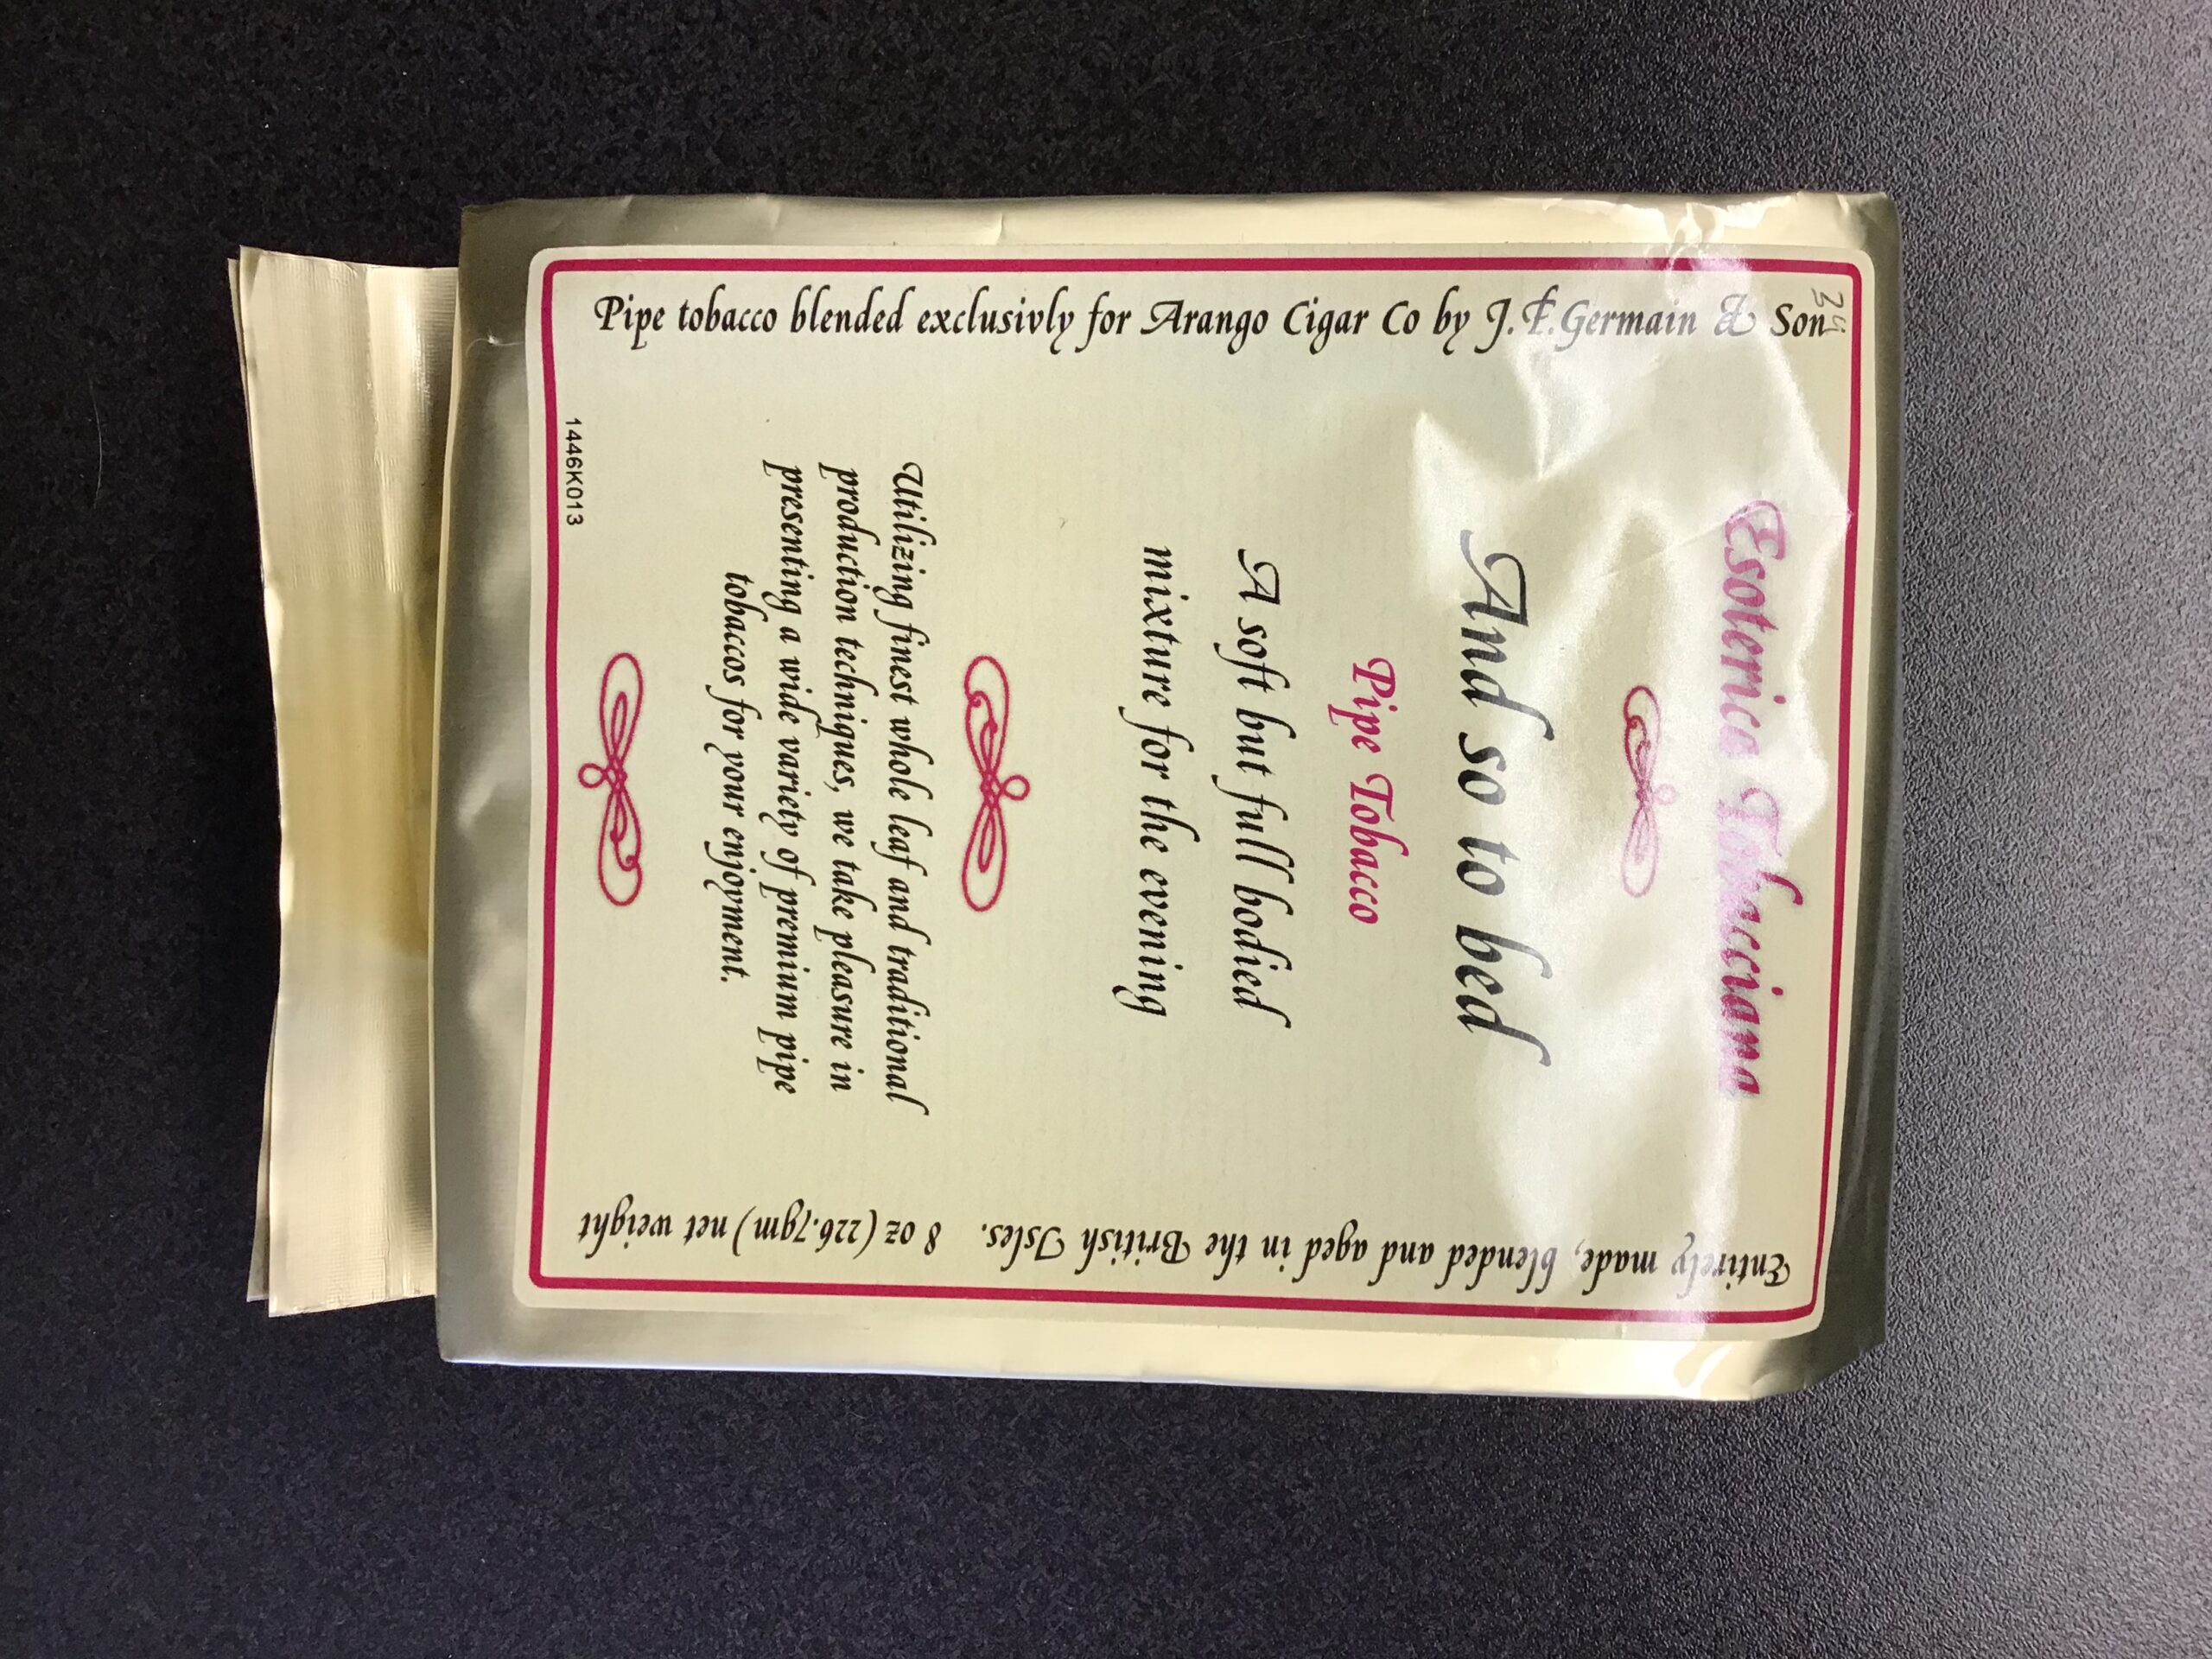 Esoterica Tobacciana
And so to bed
Pipe Tobacco
A soft but full bodied
mixture for the evening
Utilizing finest whole leaf and traditional
production techniques, we take pleasure in
presenting a wide variety of premium pipe
tobaccos for your enjoyment.
1446K013
Pipe tobacco blended exclusivly for Arango Cigar Co by J.F.Germain & Son
Entirely made, blended and aged in the British Isles. 8 oz (226.7gm) net weight